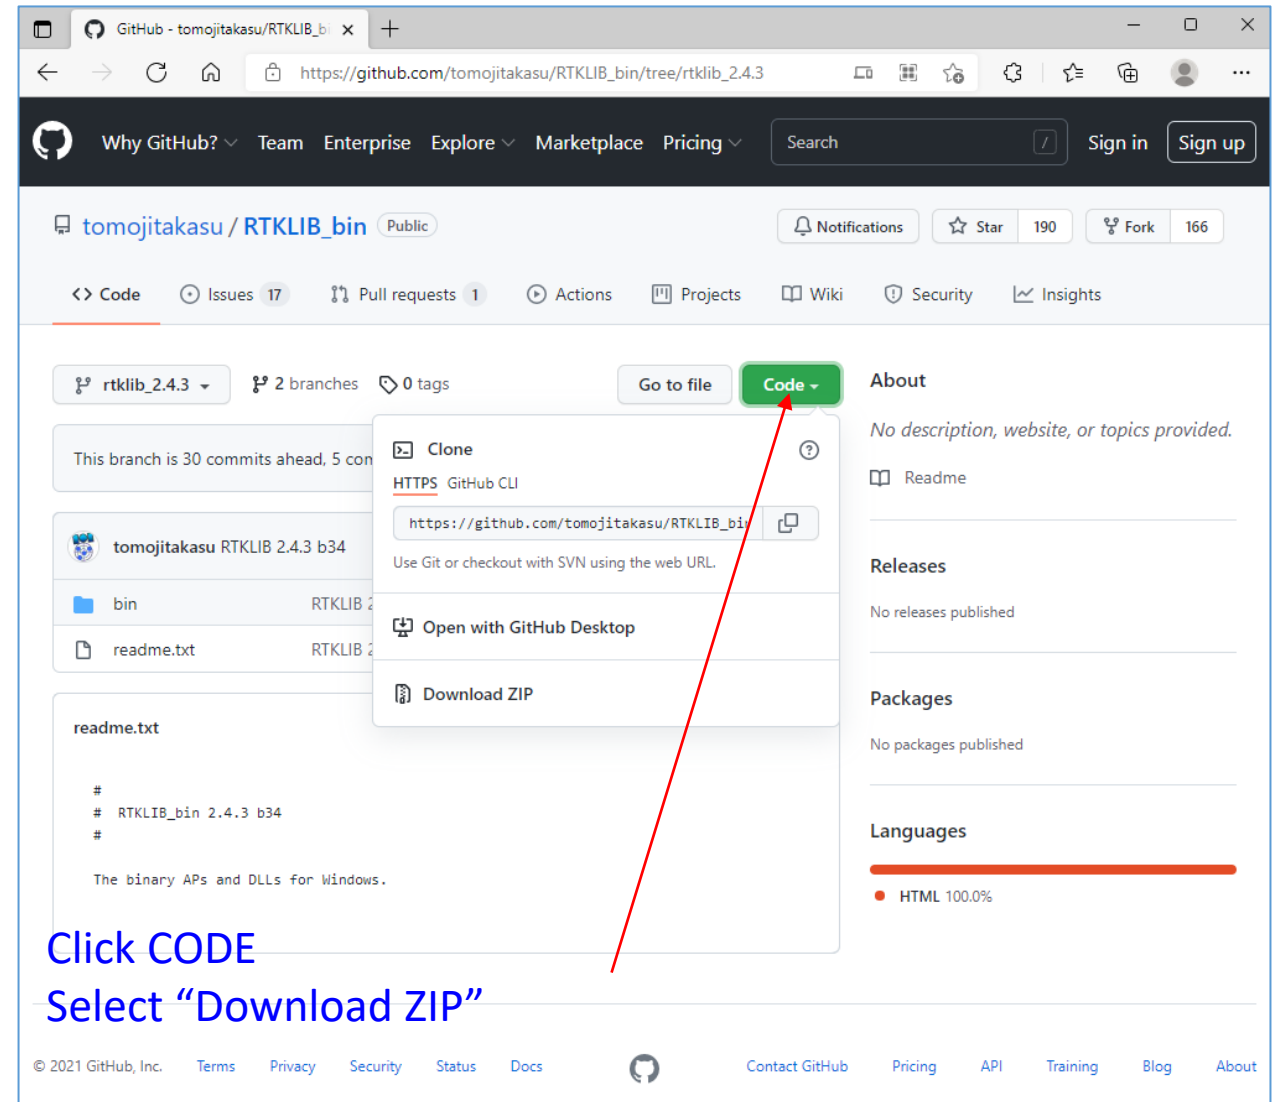 GitHub - tomojitakasu/RTKLIB_bi
https://github.com/tomojitakasu/RTKLIB_bin/tree/rtklib_2.4.3
Why GitHub? Team Enterprise Explore Marketplace Pricing Search / Sign in Sign up
tomojitakasu / RTKLIB_bin Public Notifications Star 190 Fork 166
Code Issues 17 Pull requests 1 Actions Projects Wiki Security Insights
rtklib_2.4.3 2 branches 0 tags Go to file Code
This branch is 30 commits ahead, 5 con
Clone
HTTPS GitHub CLI
https://github.com/tomojitakasu/RTKLIB_bin
Use Git or checkout with SVN using the web URL.
Open with GitHub Desktop
Download ZIP
tomojitakasu RTKLIB 2.4.3 b34
bin RTKLIB 2
readme.txt RTKLIB 2
readme.txt
#
# RTKLIB_bin 2.4.3 b34
#
The binary APs and DLLs for Windows.
About
No description, website, or topics provided.
Readme
Releases
No releases published
Packages
No packages published
Languages
HTML 100.0%
Click CODE
Select “Download ZIP”
© 2021 GitHub, Inc. Terms Privacy Security Status Docs Contact GitHub Pricing API Training Blog About